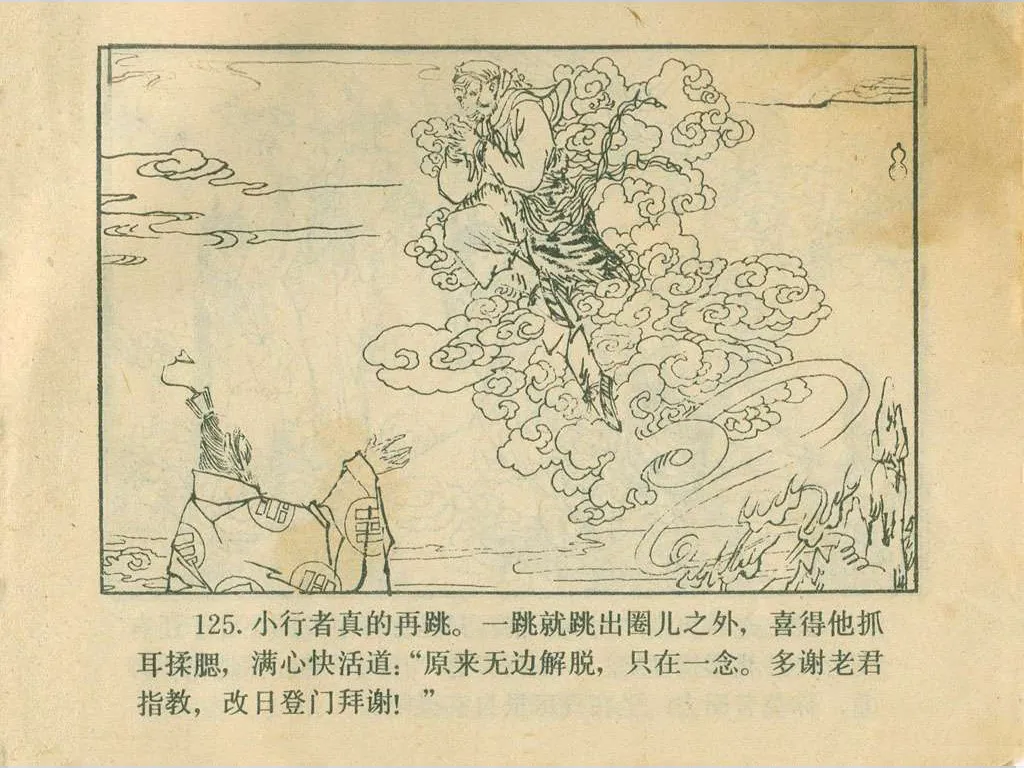 125. 小行者真的再跳。一跳就跳出圈儿之外，喜得他抓
耳揉腮，满心快活道：“原来无边解脱，只在一念。多谢老君
指教，改日登门拜谢！”